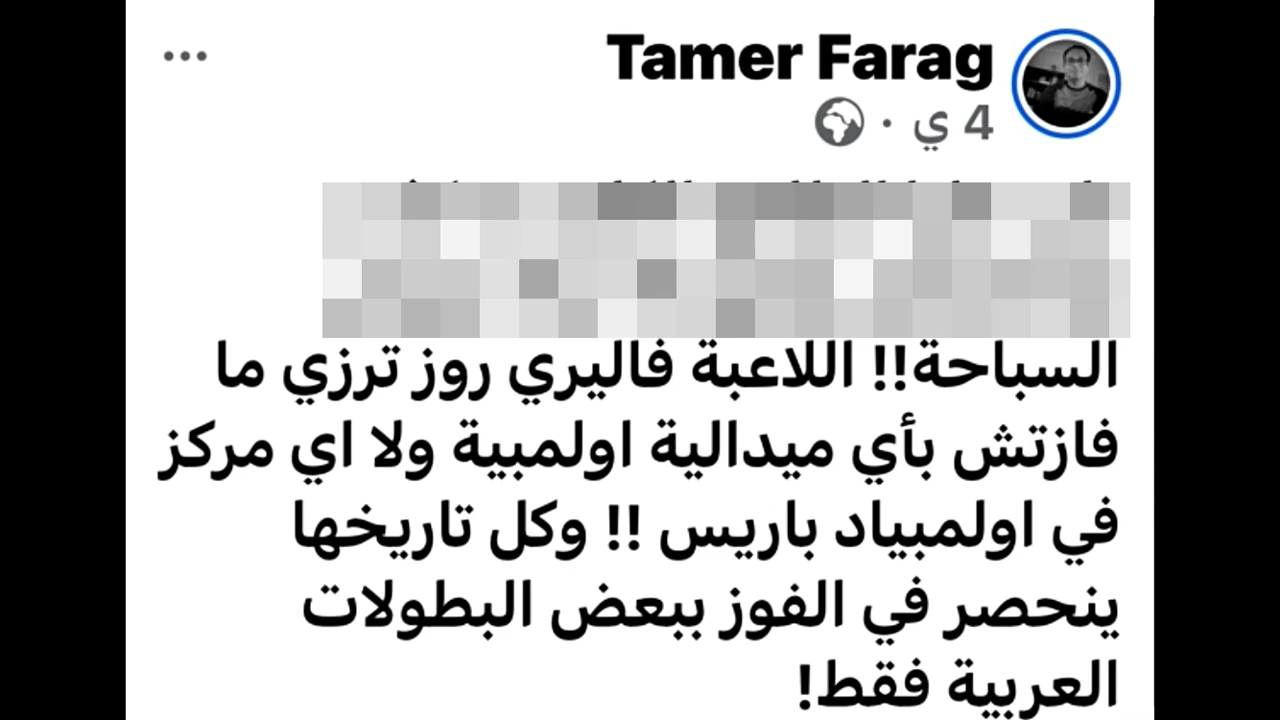 Tamer Farag
4 ي ·
السباحة!! اللاعبة فاليري روز ترزي ما
فازتش بأي ميدالية اولمبية ولا اي مركز
في اولمبياد باريس !! وكل تاريخها
ينحصر في الفوز ببعض البطولات
العربية فقط!